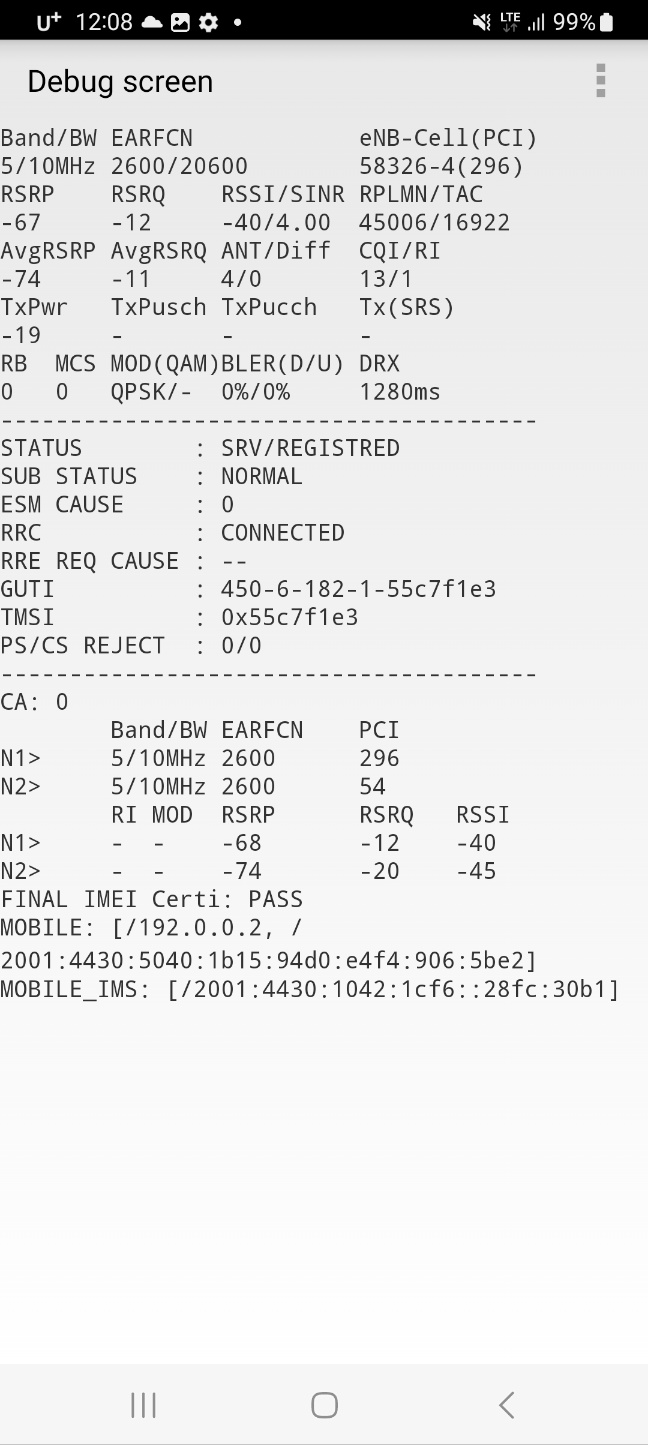 U+ 12:08 LTE 99%
Debug screen
Band/BW EARFCN eNB-Cell(PCI)
5/10MHz 2600/20600 58326-4(296)
RSRP RSRQ RSSI/SINR RPLMN/TAC
-67 -12 -40/4.00 45006/16922
AvgRSRP AvgRSRQ ANT/Diff CQI/RI
-74 -11 4/0 13/1
TxPwr TxPusch TxPucch Tx(SRS)
-19 - - -
RB MCS MOD(QAM)BLER(D/U) DRX
0 0 QPSK/- 0%/0% 1280ms
---------------------------------------
STATUS : SRV/REGISTRED
SUB STATUS : NORMAL
ESM CAUSE : 0
RRC : CONNECTED
RRE REQ CAUSE : --
GUTI : 450-6-182-1-55c7f1e3
TMSI : 0x55c7f1e3
PS/CS REJECT : 0/0
---------------------------------------
CA: 0
Band/BW EARFCN PCI
N1> 5/10MHz 2600 296
N2> 5/10MHz 2600 54
RI MOD RSRP RSRQ RSSI
N1> - - -68 -12 -40
N2> - - -74 -20 -45
FINAL IMEI Certi: PASS
MOBILE: [/192.0.0.2, /
2001:4430:5040:1b15:94d0:e4f4:906:5be2]
MOBILE_IMS: [/2001:4430:1042:1cf6::28fc:30b1]